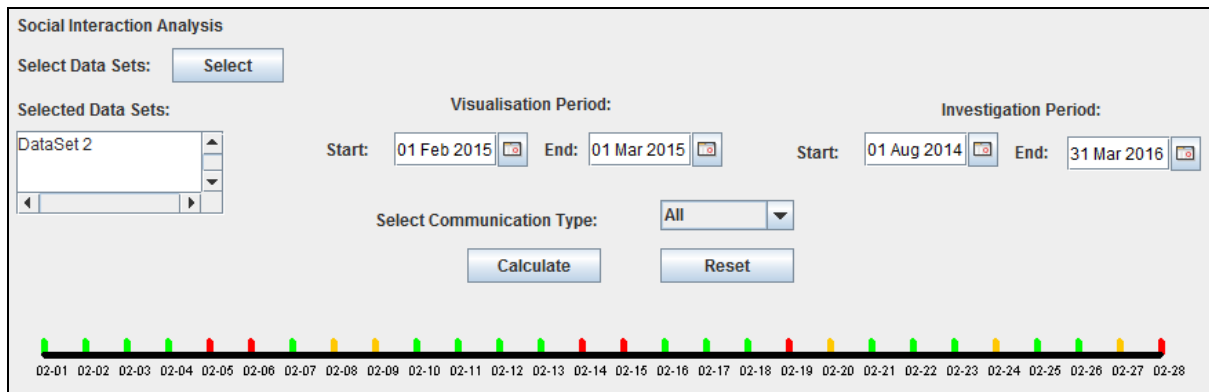 Social Interaction Analysis
Select Data Sets: Select
Selected Data Sets: Visualisation Period: Investigation Period:
DataSet 2
Start: 01 Feb 2015 End: 01 Mar 2015 Start: 01 Aug 2014 End: 31 Mar 2016
Select Communication Type: All
Calculate Reset
02-01 02-02 02-03 02-04 02-05 02-06 02-07 02-08 02-09 02-10 02-11 02-12 02-13 02-14 02-15 02-16 02-17 02-18 02-19 02-20 02-21 02-22 02-23 02-24 02-25 02-26 02-27 02-28